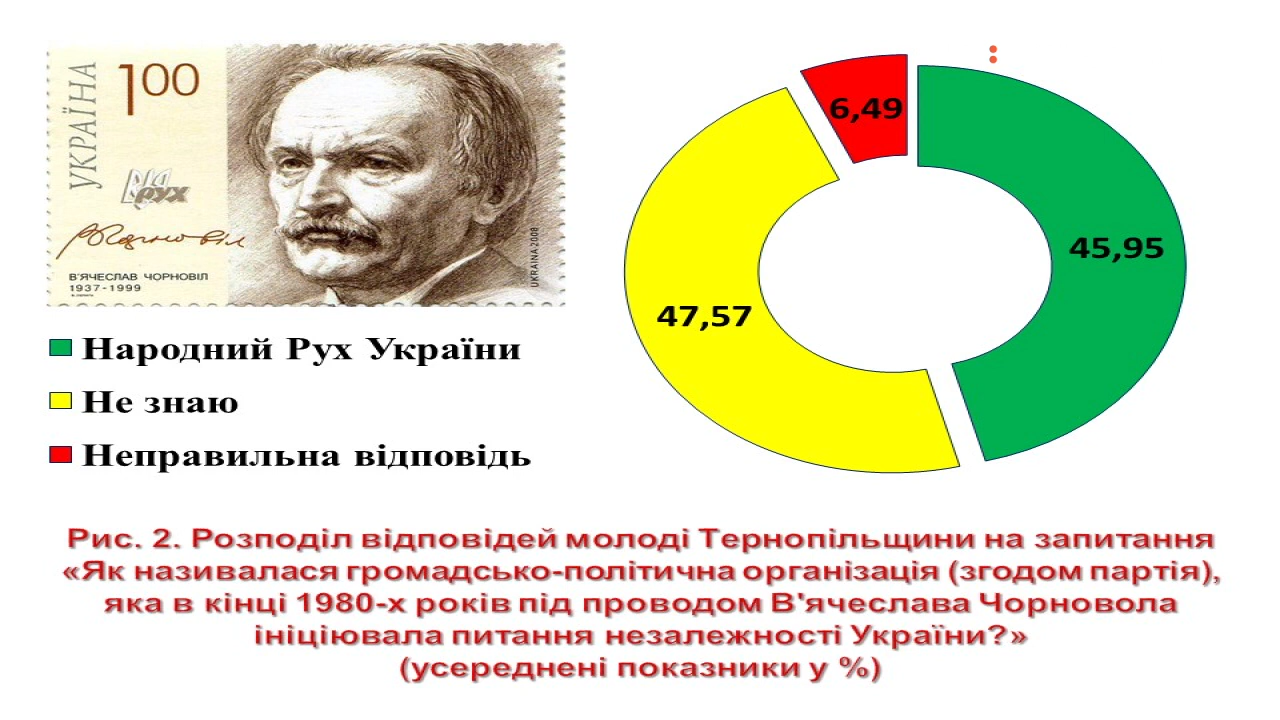 УКРАЇНА
1 00
РУХ
В'ЯЧЕСЛАВ ЧОРНОВІЛ
1937-1999
UKRAINA 2008
Народний Рух України
Не знаю
Неправильна відповідь
6,49
45,95
47,57
Рис. 2. Розподіл відповідей молоді Тернопільщини на запитання
«Як називалася громадсько-політична організація (згодом партія),
яка в кінці 1980-х років під проводом В'ячеслава Чорновола
ініціювала питання незалежності України?»
(усереднені показники у %)